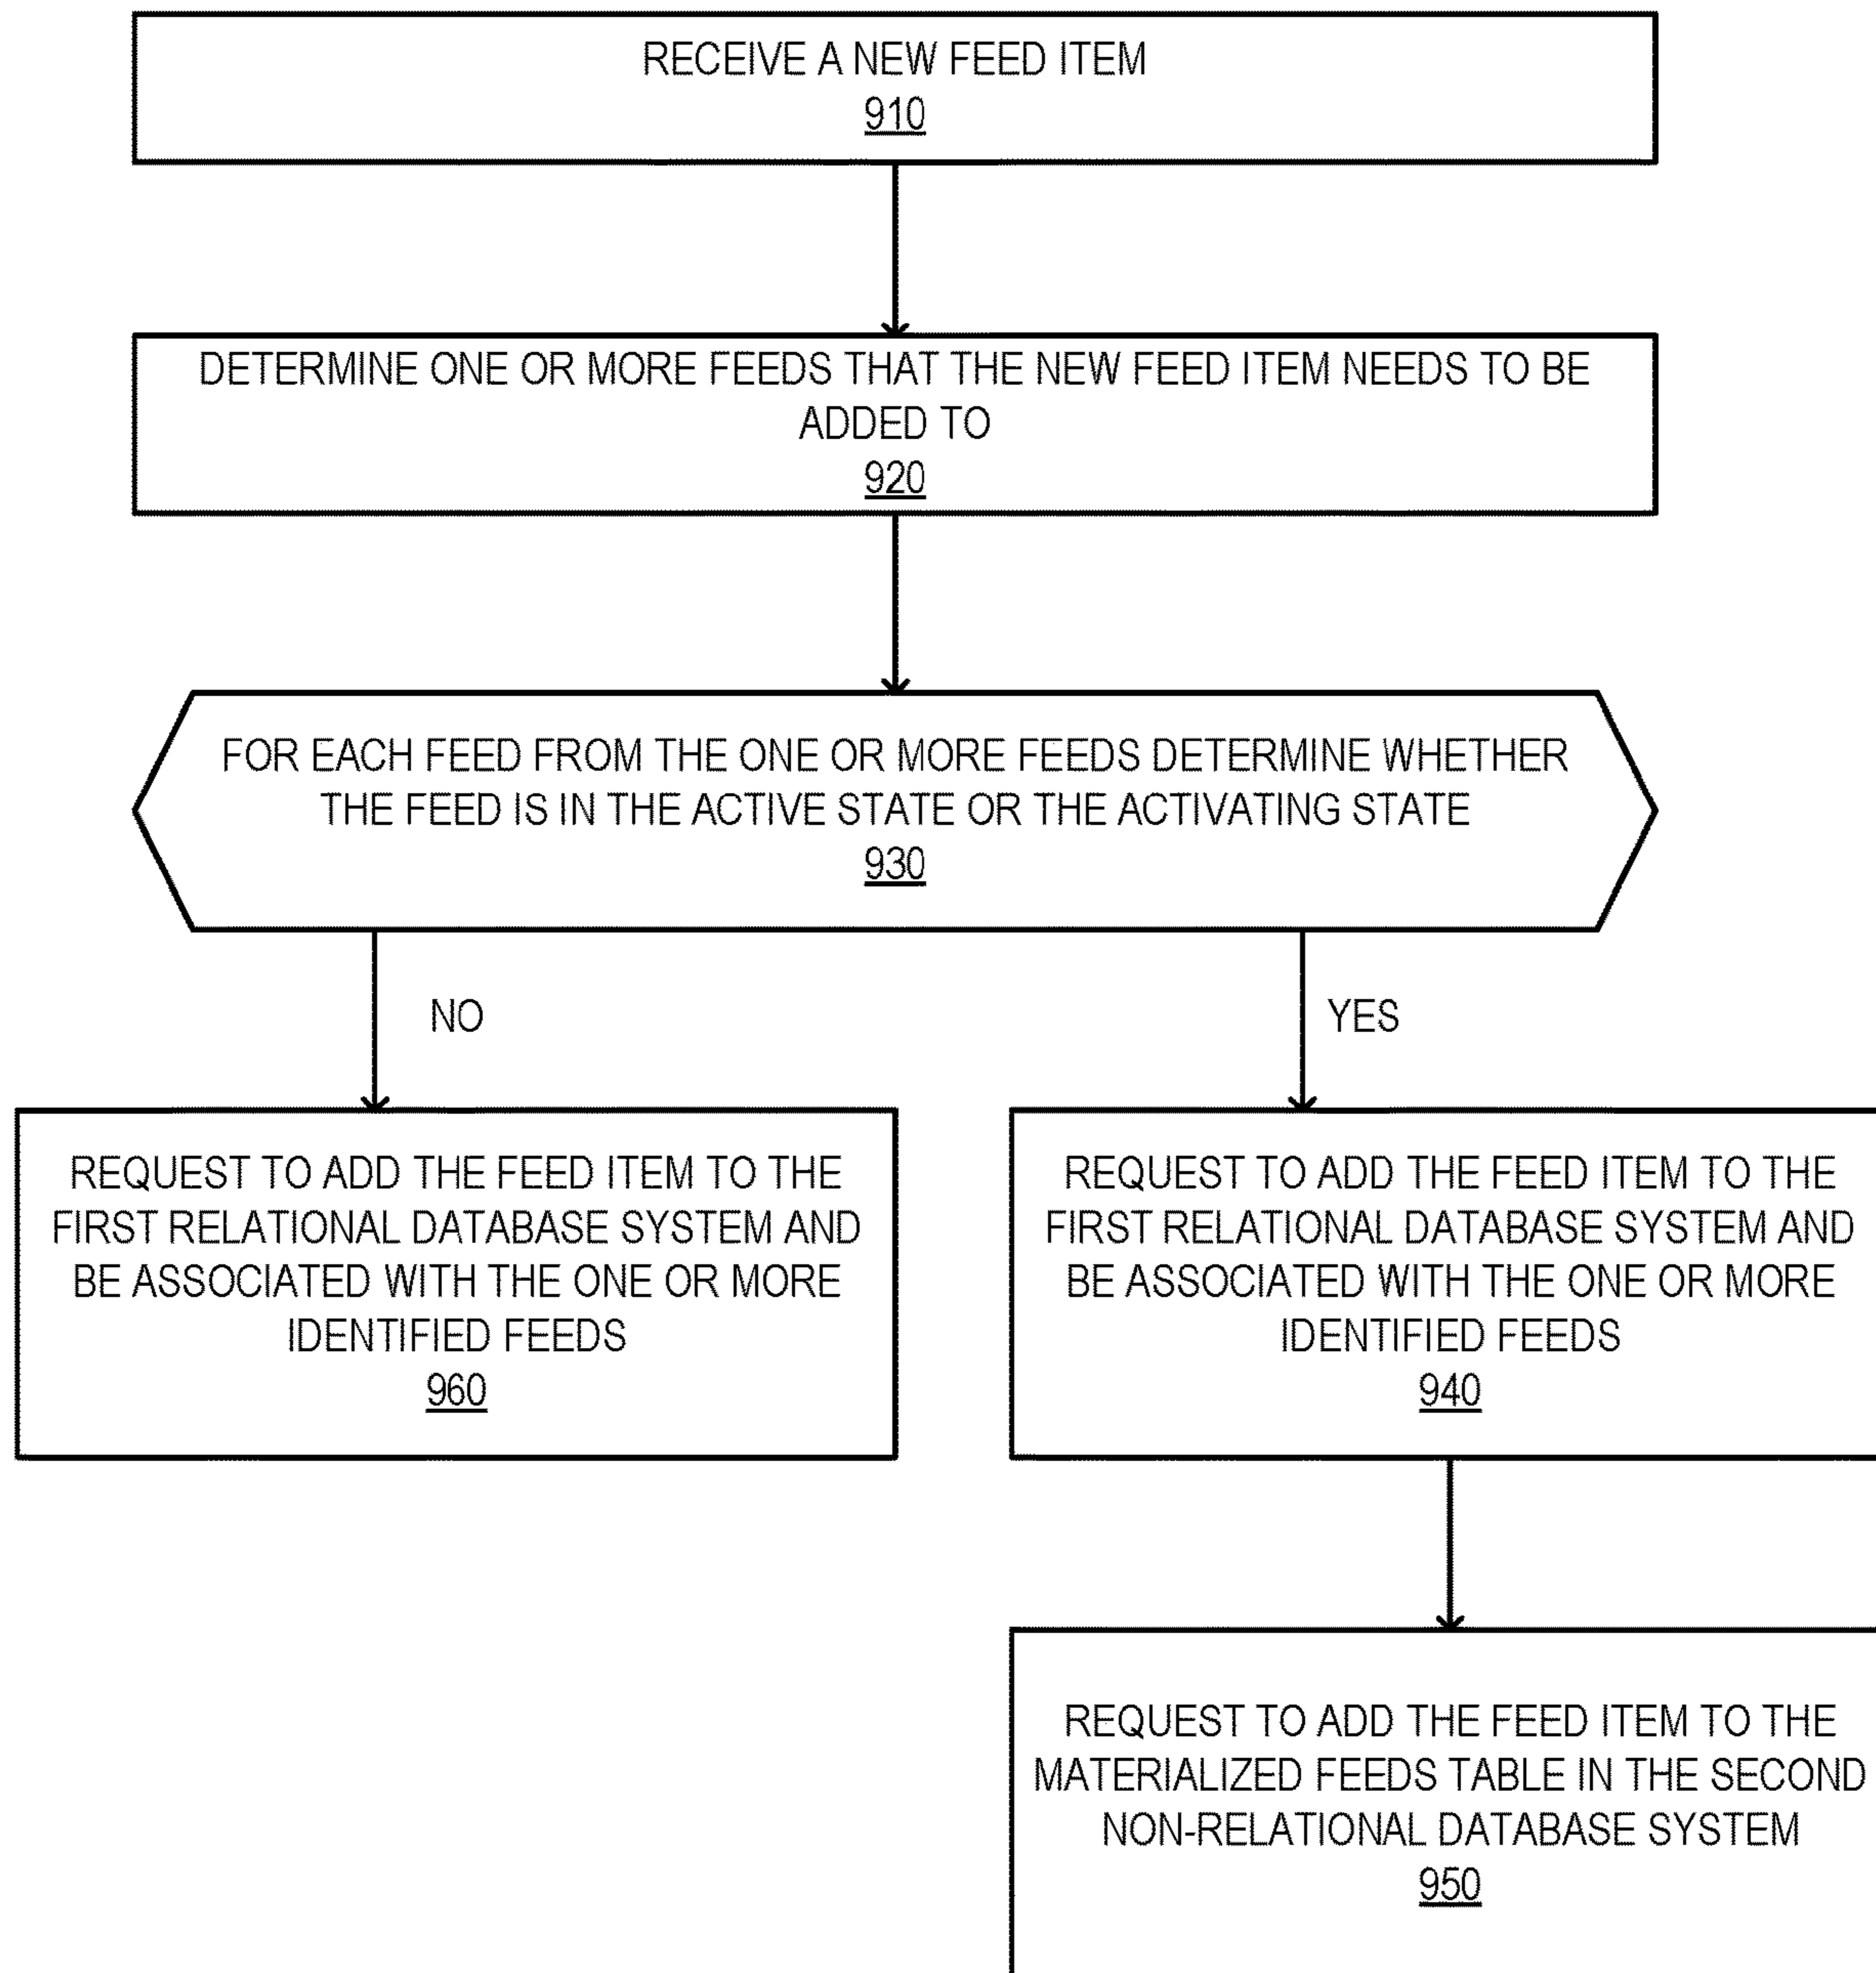 RECEIVE A NEW FEED ITEM
910
DETERMINE ONE OR MORE FEEDS THAT THE NEW FEED ITEM NEEDS TO BE
ADDED TO
920
FOR EACH FEED FROM THE ONE OR MORE FEEDS DETERMINE WHETHER
THE FEED IS IN THE ACTIVE STATE OR THE ACTIVATING STATE
930
NO
YES
REQUEST TO ADD THE FEED ITEM TO THE
FIRST RELATIONAL DATABASE SYSTEM AND
BE ASSOCIATED WITH THE ONE OR MORE
IDENTIFIED FEEDS
960
REQUEST TO ADD THE FEED ITEM TO THE
FIRST RELATIONAL DATABASE SYSTEM AND
BE ASSOCIATED WITH THE ONE OR MORE
IDENTIFIED FEEDS
940
REQUEST TO ADD THE FEED ITEM TO THE
MATERIALIZED FEEDS TABLE IN THE SECOND
NON-RELATIONAL DATABASE SYSTEM
950